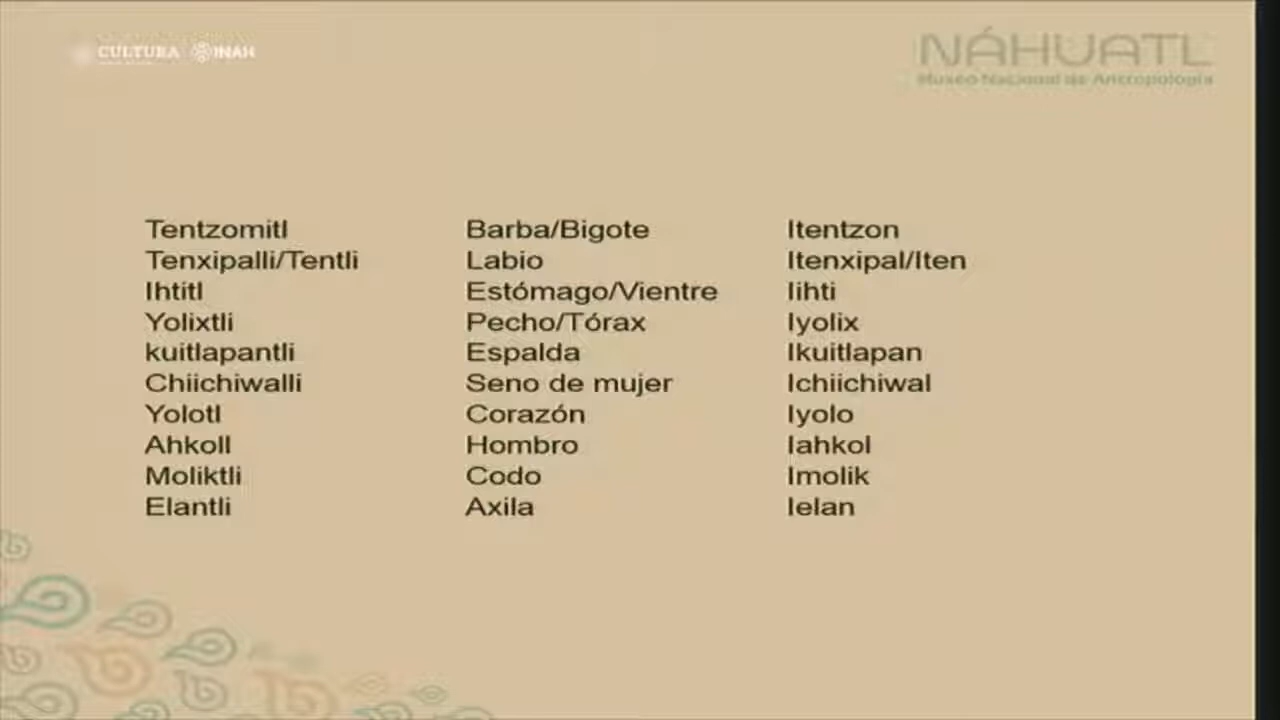 CULTURA INAH
NÁHUATL
Museo Nacional de Antropología
Tentzomitl Barba/Bigote Itentzon
Tenxipalli/Tentli Labio Itenxipal/Iten
Ihtitl Estómago/Vientre Iihti
Yolixtli Pecho/Tórax Iyolix
kuitlapantli Espalda Ikuitlapan
Chiichiwalli Seno de mujer Ichiichiwal
Yolotl Corazón Iyolo
Ahkoll Hombro Iahkol
Moliktli Codo Imolik
Elantli Axila Ielan